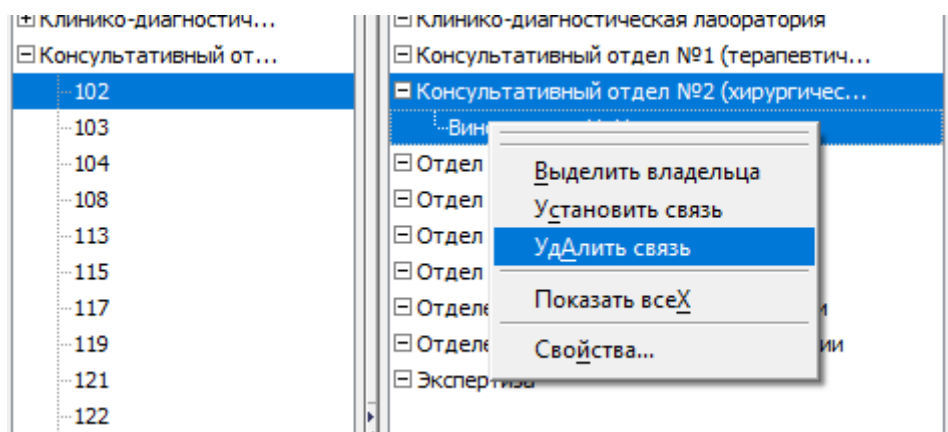 Клинико-диагностич...
Консультативный от...
102
103
104
108
113
115
117
119
121
122
Клинико-диагностическая лаборатория
Консультативный отдел №1 (терапевтич...
Консультативный отдел №2 (хирургичес...
Отдел
Отдел
Отдел
Отдел
Экспертиза
Выделить владельца
Установить связь
УдАлить связь
Показать всеХ
Свойства...